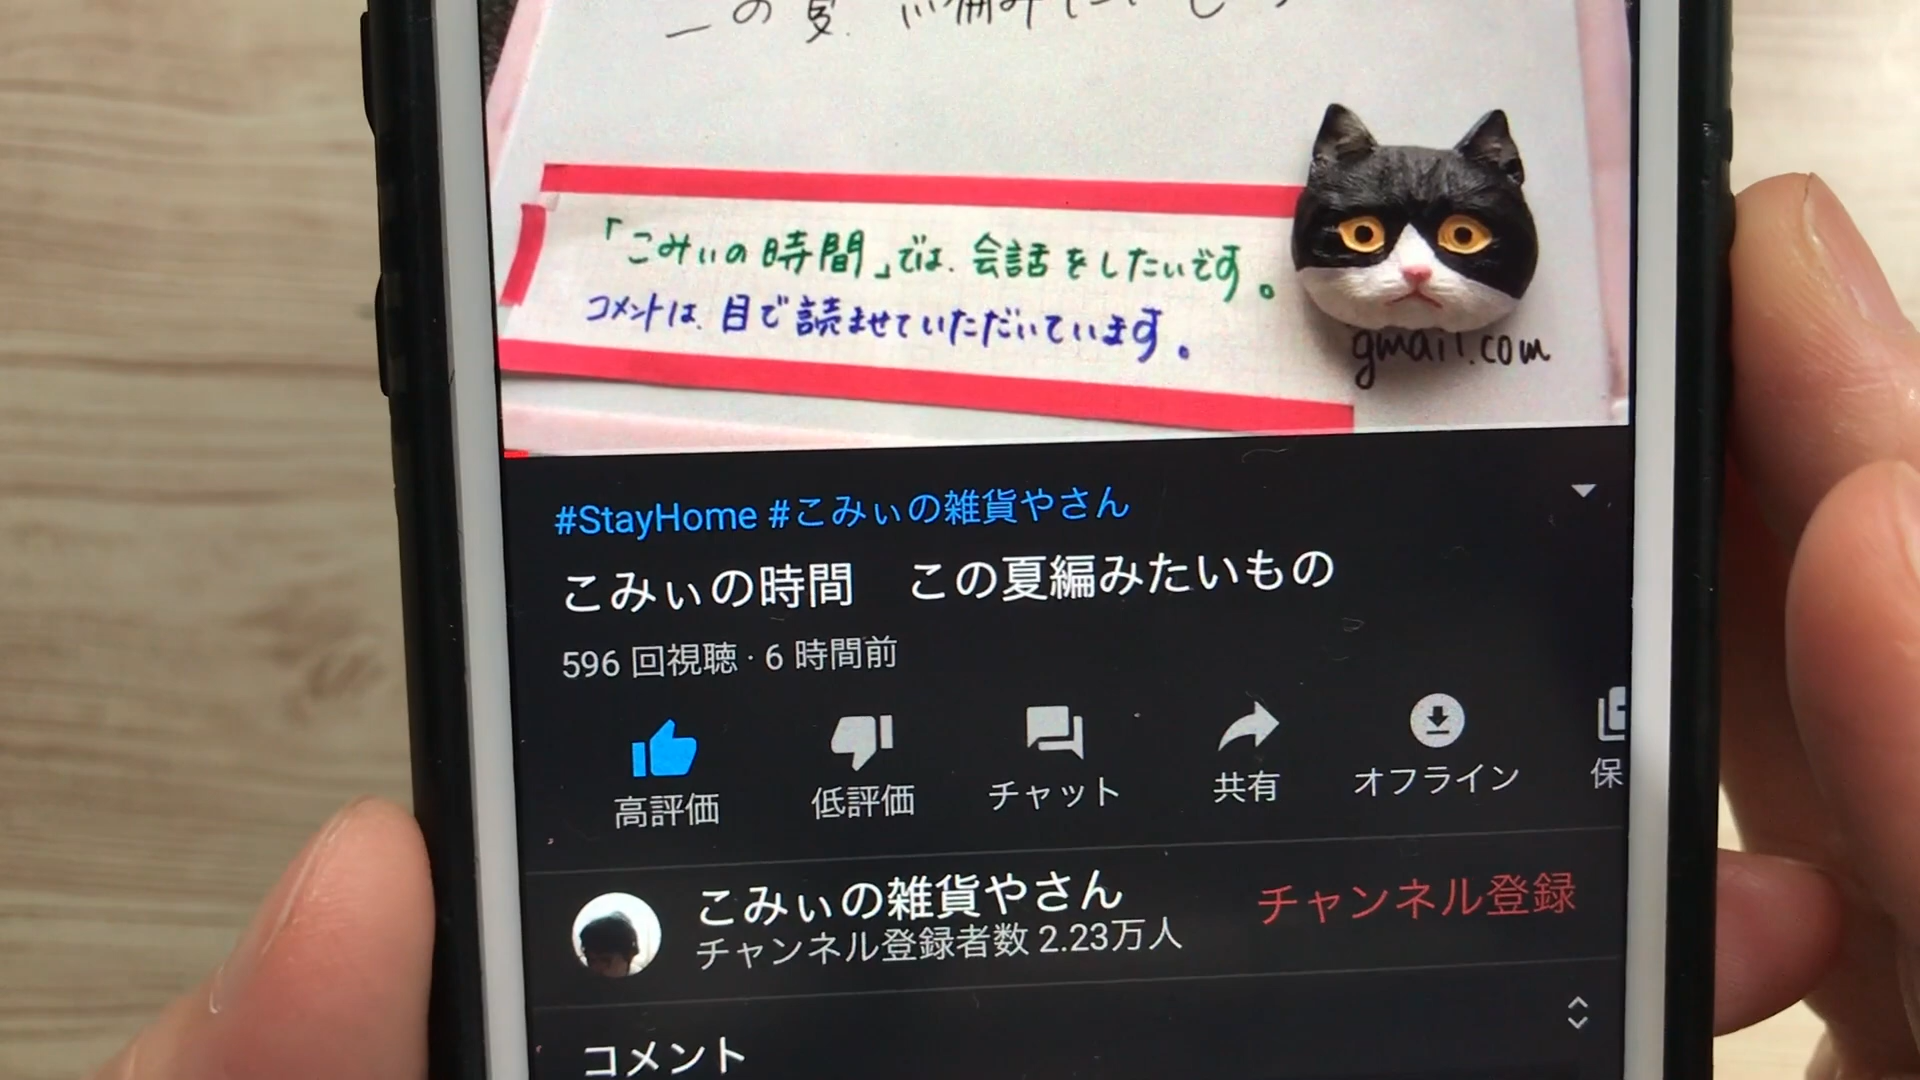 「こみぃの時間」では、会話をしたいです。
コメントは、目で読ませていただいています。
gmail.com
#StayHome #こみぃの雑貨やさん
こみぃの時間　この夏編みたいもの
596 回視聴・6 時間前
高評価 低評価 チャット 共有 オフライン 保
こみぃの雑貨やさん
チャンネル登録
チャンネル登録者数 2.23万人
コメント